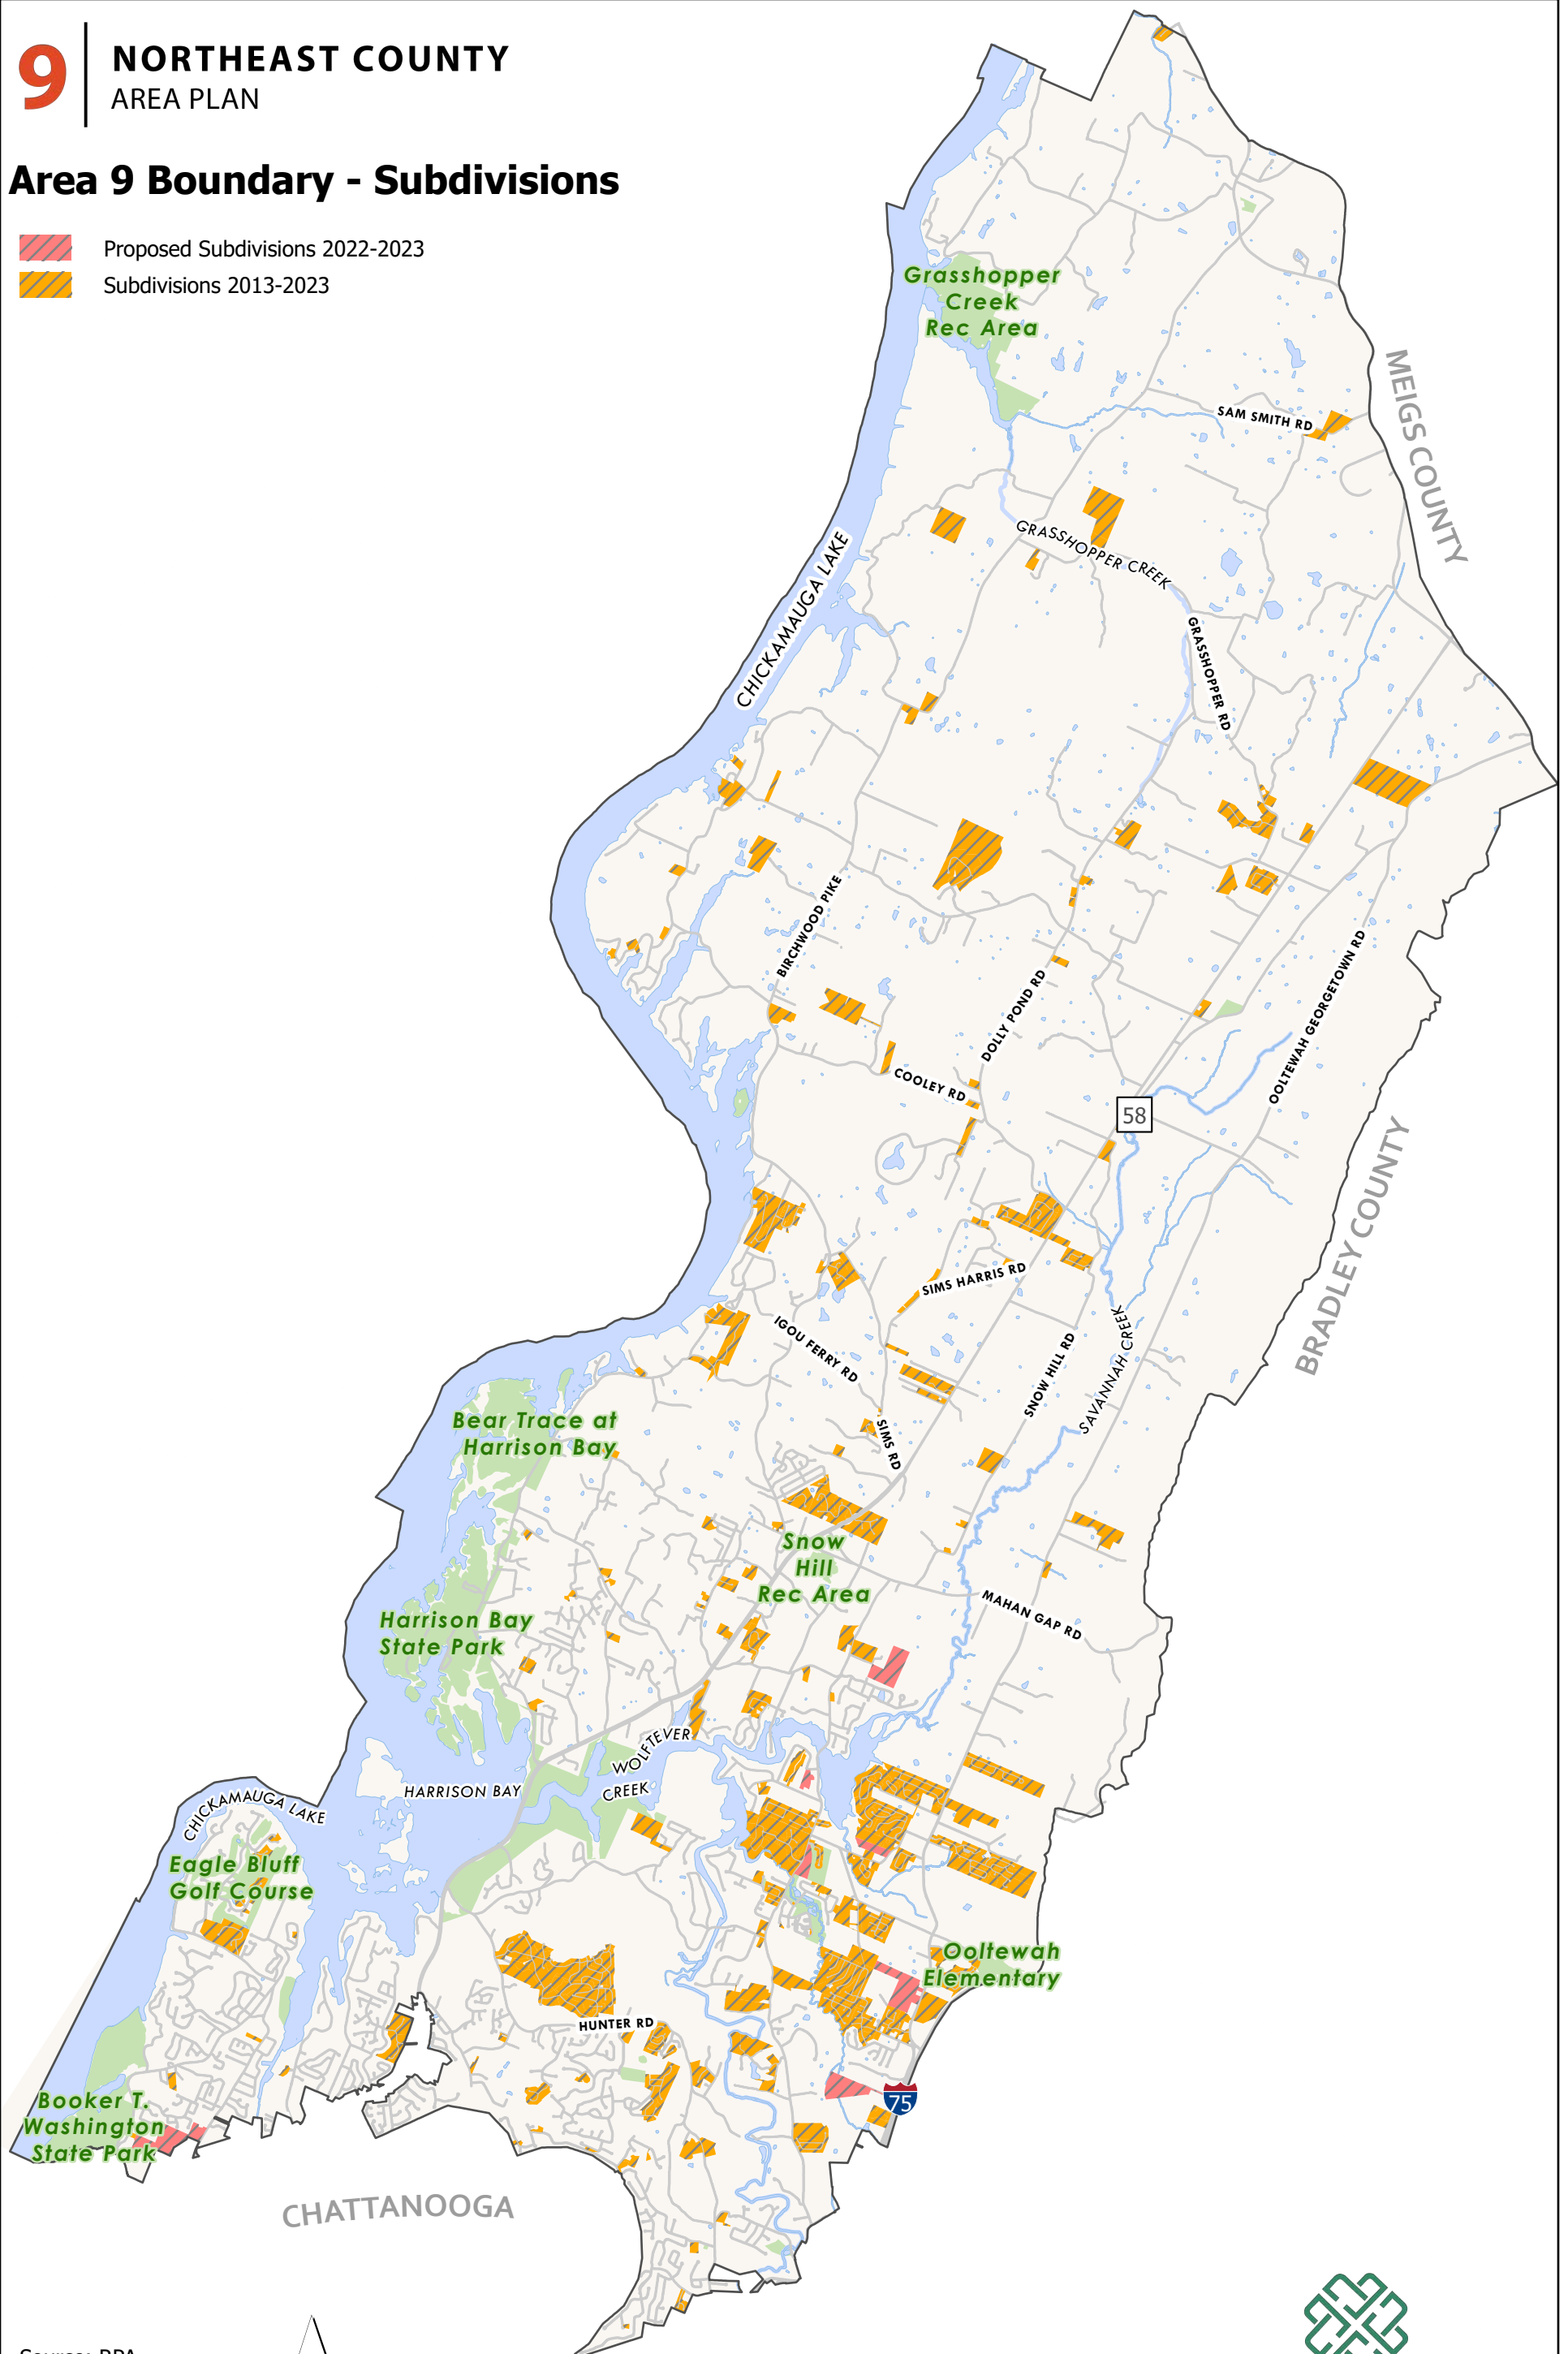 9
NORTHEAST COUNTY
AREA PLAN
Area 9 Boundary - Subdivisions
Proposed Subdivisions 2022-2023
Subdivisions 2013-2023
Grasshopper
Creek
Rec Area
MEIGS COUNTY
SAM SMITH RD
GRASSHOPPER CREEK
CHICKAMAUGA LAKE
GRASSHOPPER RD
BIRCHWOOD PIKE
OOLTEWAH GEORGETOWN RD
DOLLY POND RD
COOLEY RD
58
BRADLEY COUNTY
SIMS HARRIS RD
IGOU FERRY RD
SNOW HILL RD
SAVANNAH CREEK
Bear Trace at
Harrison Bay
SIMS RD
Snow
Hill
Rec Area
MAHAN GAP RD
Harrison Bay
State Park
WOLFTEVER
CREEK
HARRISON BAY
CHICKAMAUGA LAKE
Eagle Bluff
Golf Course
Ooltewah
Elementary
HUNTER RD
75
Booker T.
Washington
State Park
CHATTANOOGA
Source: RPA